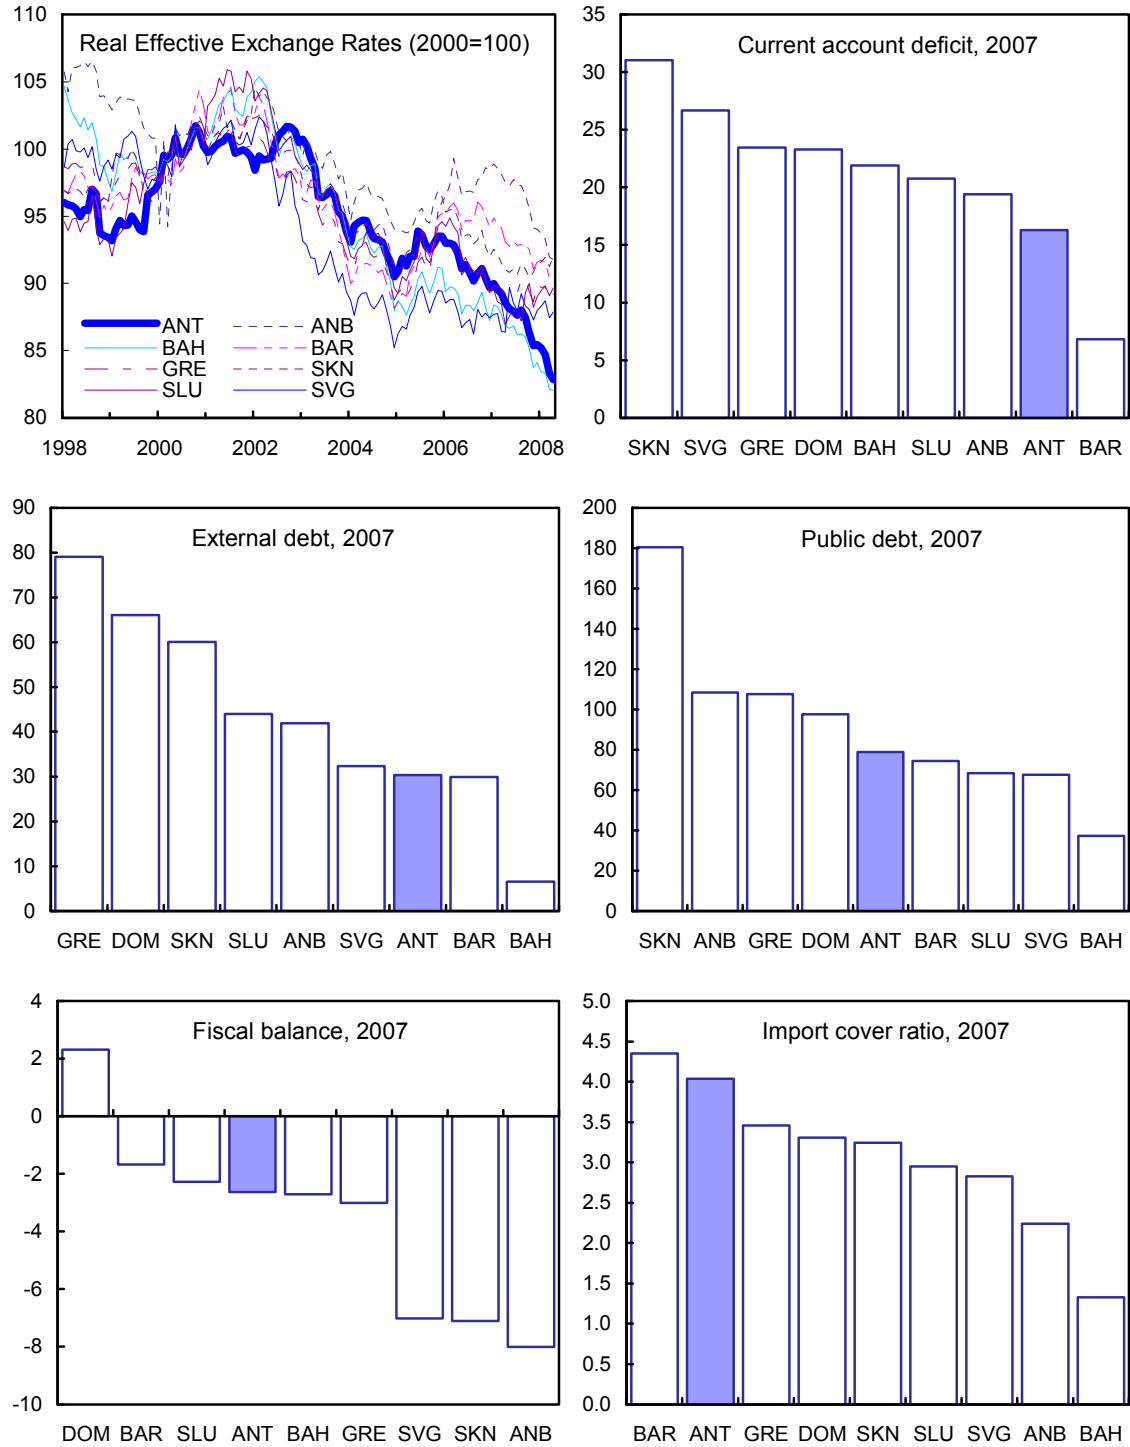 110
105
100
95
90
85
80
Real Effective Exchange Rates (2000=100)
ANT
ANB
BAH
BAR
GRE
SKN
SLU
SVG
1998 2000 2002 2004 2006 2008
35
30
25
20
15
10
5
0
Current account deficit, 2007
SKN SVG GRE DOM BAH SLU ANB ANT BAR
90
80
70
60
50
40
30
20
10
0
External debt, 2007
GRE DOM SKN SLU ANB SVG ANT BAR BAH
200
180
160
140
120
100
80
60
40
20
0
Public debt, 2007
SKN ANB GRE DOM ANT BAR SLU SVG BAH
4
2
0
-2
-4
-6
-8
-10
Fiscal balance, 2007
DOM BAR SLU ANT BAH GRE SVG SKN ANB
5.0
4.5
4.0
3.5
3.0
2.5
2.0
1.5
1.0
0.5
0.0
Import cover ratio, 2007
BAR ANT GRE DOM SKN SLU SVG ANB BAH